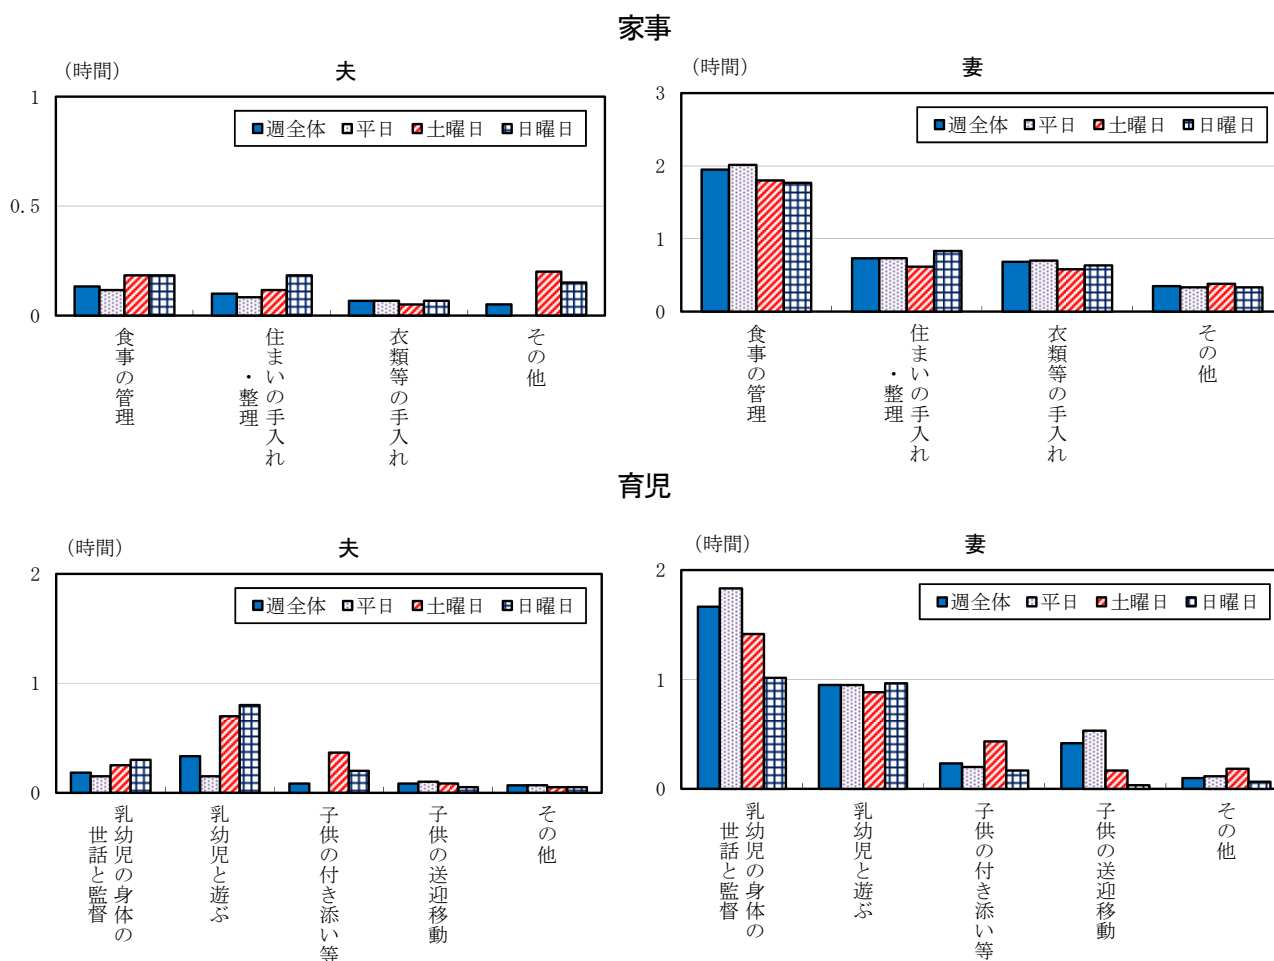 家事
(時間)
夫
1
0.5
0
週全体 平日 土曜日 日曜日
食事の管理
住まいの手入れ
・整理
衣類等の手入れ
その他
(時間)
妻
3
2
1
0
週全体 平日 土曜日 日曜日
食事の管理
住まいの手入れ
・整理
衣類等の手入れ
その他
育児
(時間)
夫
2
1
0
週全体 平日 土曜日 日曜日
乳幼児の身体の
世話と監督
乳幼児と遊ぶ
子供の付き添い等
子供の送迎移動
その他
(時間)
妻
2
1
0
週全体 平日 土曜日 日曜日
乳幼児の身体の
世話と監督
乳幼児と遊ぶ
子供の付き添い等
子供の送迎移動
その他